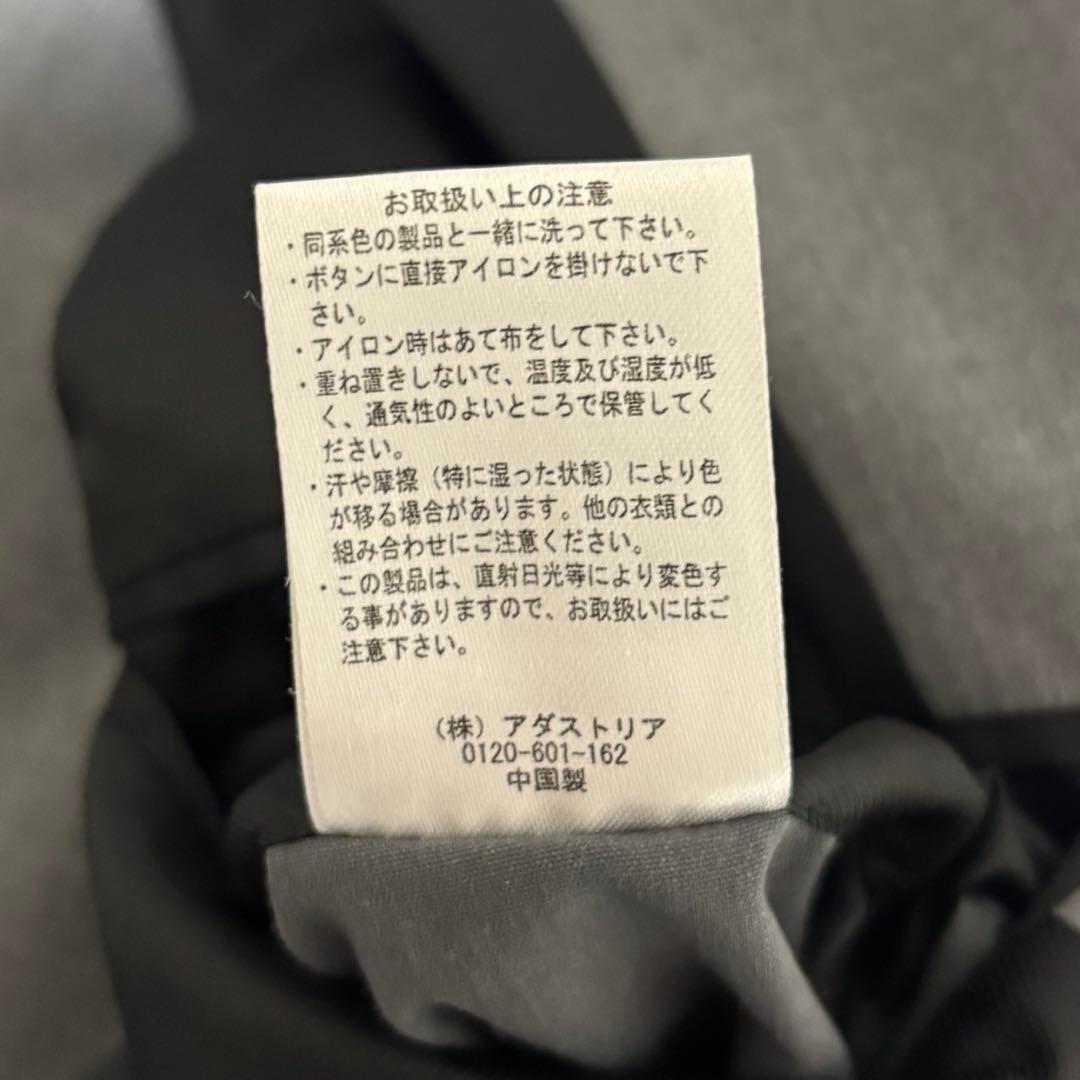 お取扱い上の注意
・同系色の製品と一緒に洗って下さい。
・ボタンに直接アイロンを掛けないで下
さい。
・アイロン時はあて布をして下さい。
・重ね置きしないで、温度及び湿度が低
く、通気性のよいところで保管してく
ださい。
・汗や摩擦（特に湿った状態）により色
が移る場合があります。他の衣類との
組み合わせにご注意ください。
・この製品は、直射日光等により変色す
る事がありますので、お取扱いにはご
注意下さい。
（株）アダストリア
0120-601-162
中国製